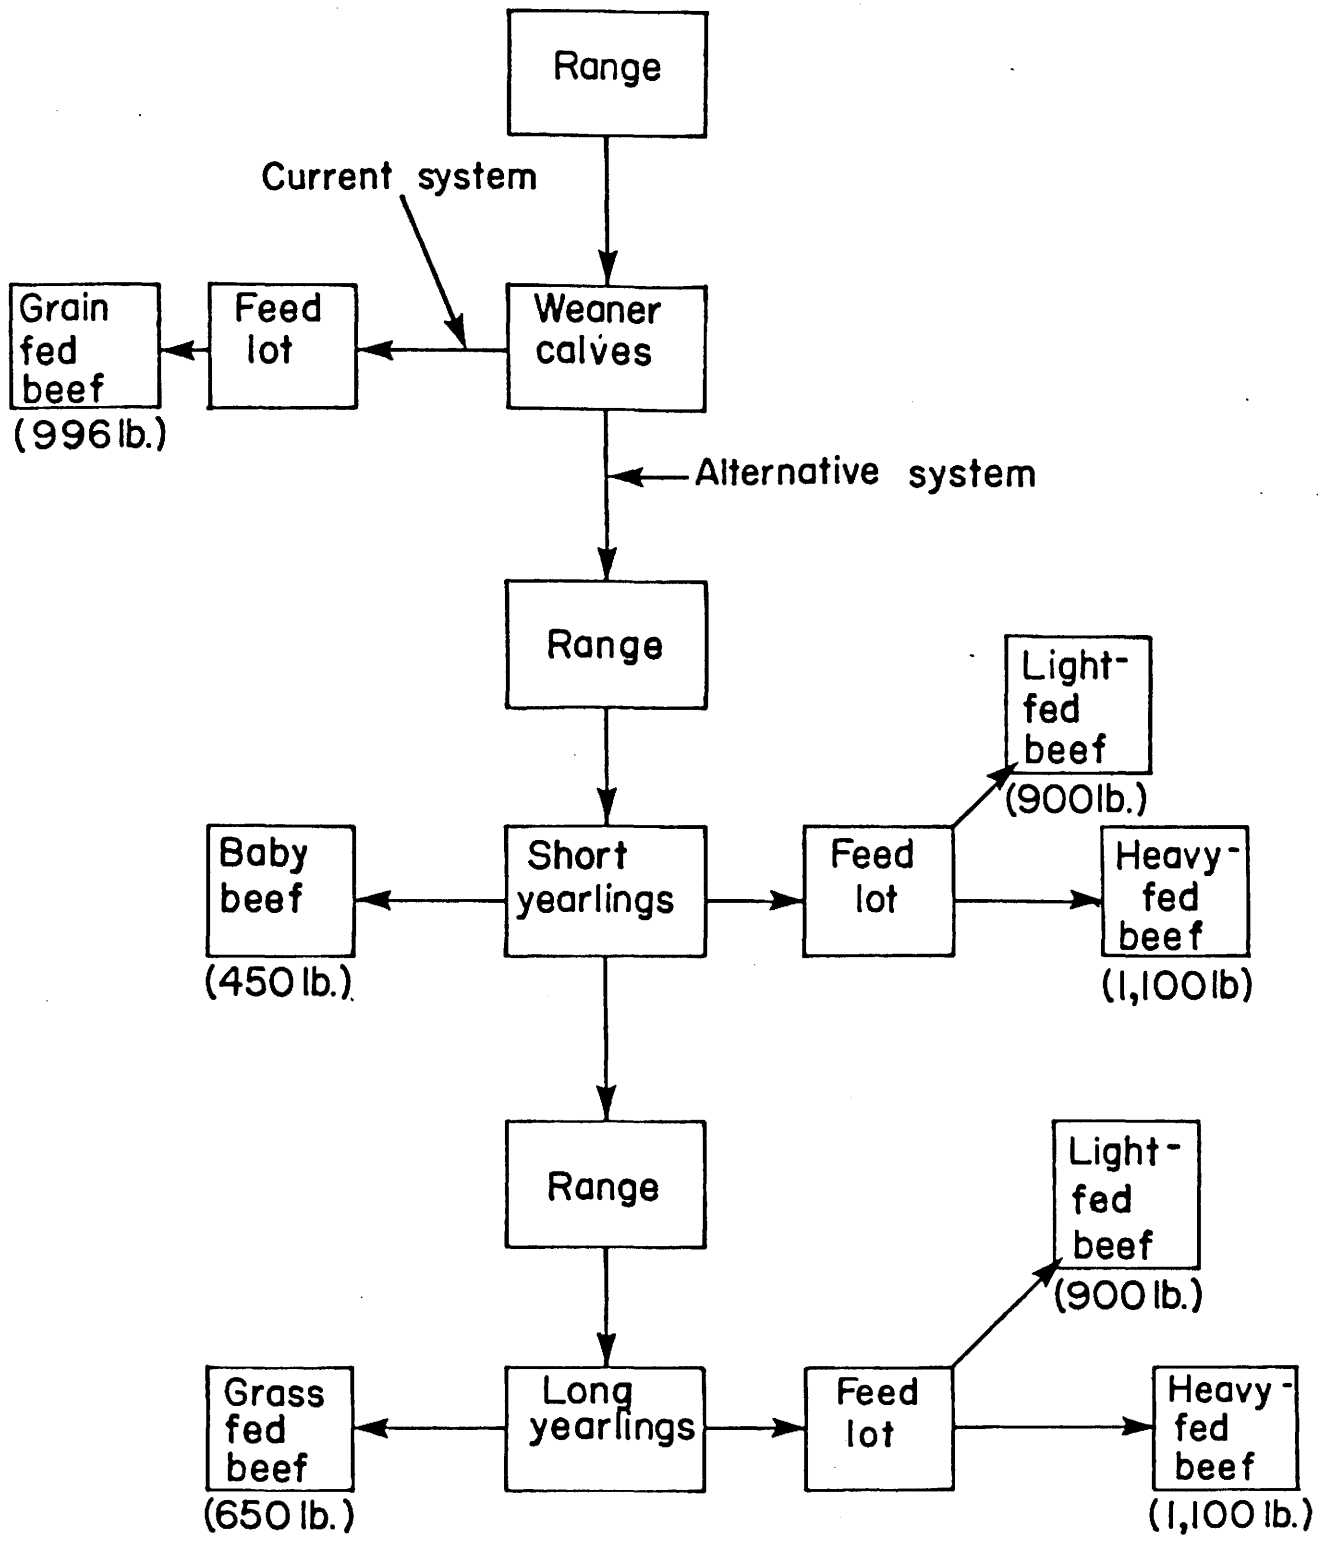 Range
Current system
Grain
fed
beef
(996 lb.)
Feed
lot
Weaner
calves
Alternative system
Range
Light-
fed
beef
(900 lb.)
Baby
beef
(450 lb.)
Short
yearlings
Feed
lot
Heavy-
fed
beef
(1,100 lb)
Range
Light-
fed
beef
(900 lb.)
Grass
fed
beef
(650 lb.)
Long
yearlings
Feed
lot
Heavy-
fed
beef
(1,100 lb.)